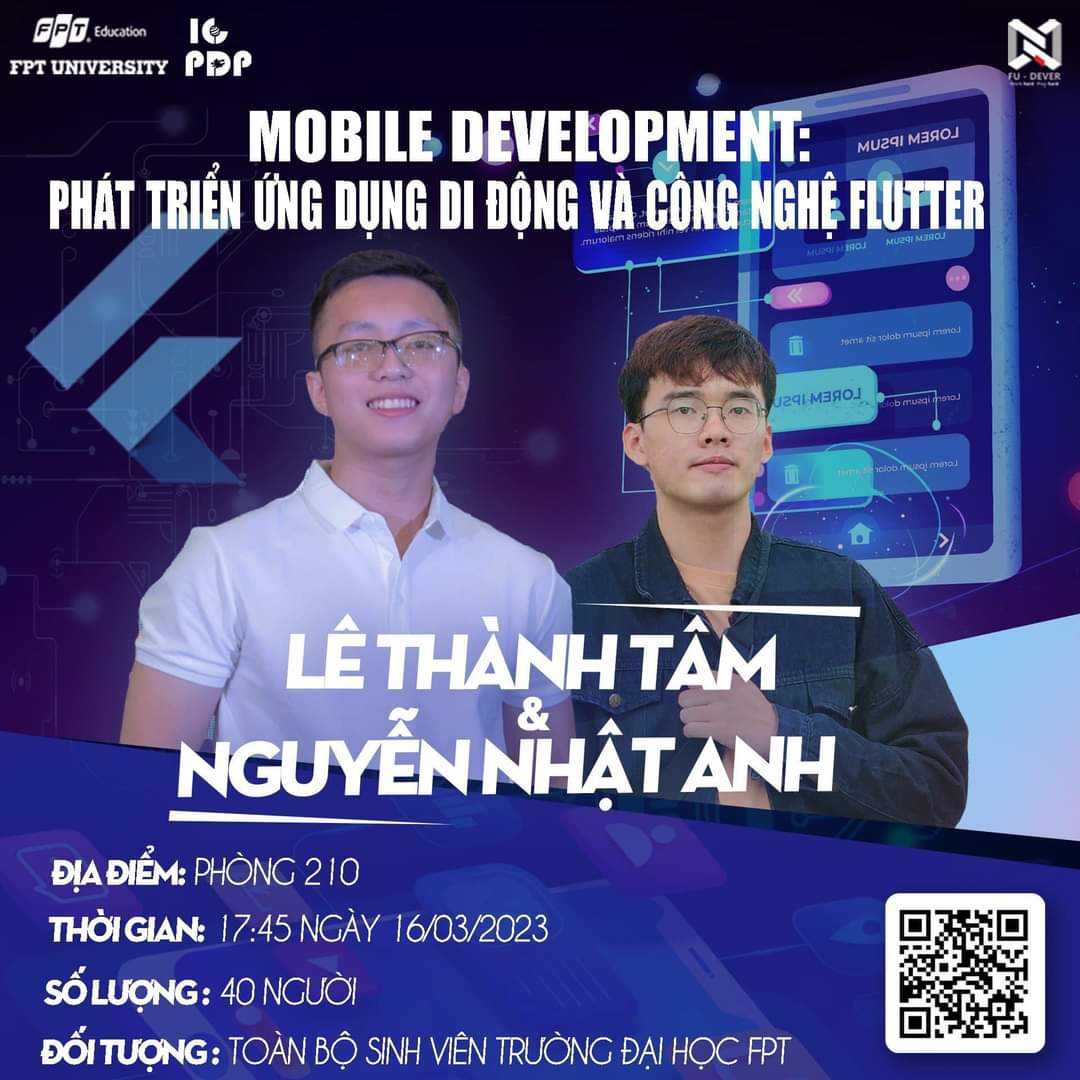 FPT Education
FPT UNIVERSITY
IC
PDP
FU - DEVER
MOBILE DEVELOPMENT:
PHÁT TRIỂN ỨNG DỤNG DI ĐỘNG VÀ CÔNG NGHỆ FLUTTER
LOREM IPSUM
LOREM IPSUM
LOREM IPSUM
Lorem ipsum dolor sit amet
LOREM IPSU
Lorem ipsum dolor
Lorem ipsum dolor sit amet
LÊ THÀNH TÂM
&
NGUYỄN NHẬT ANH
ĐỊA ĐIỂM: PHÒNG 210
THỜI GIAN: 17:45 NGÀY 16/03/2023
SỐ LƯỢNG: 40 NGƯỜI
ĐỐI TƯỢNG: TOÀN BỘ SINH VIÊN TRƯỜNG ĐẠI HỌC FPT